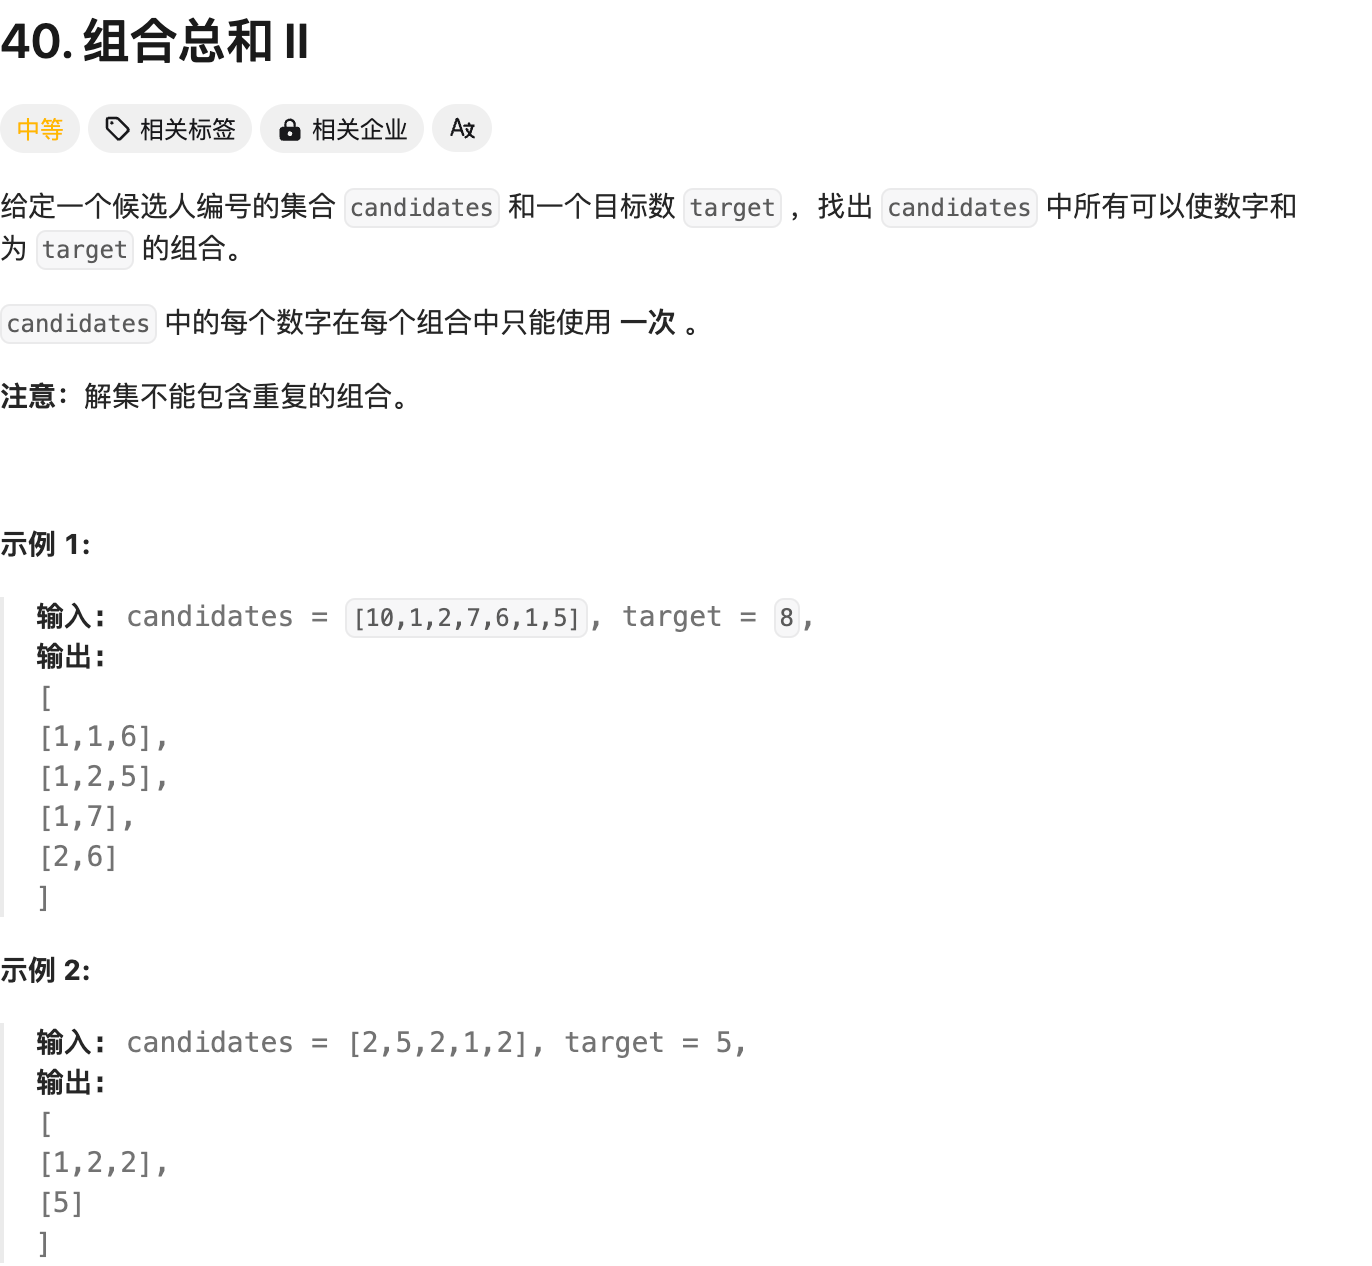 40. 组合总和 II
中等 相关标签 相关企业
给定一个候选人编号的集合 candidates 和一个目标数 target ，找出 candidates 中所有可以使数字和
为 target 的组合。
candidates 中的每个数字在每个组合中只能使用 一次 。
注意：解集不能包含重复的组合。
示例 1:
输入: candidates = [10,1,2,7,6,1,5], target = 8,
输出:
[
[1,1,6],
[1,2,5],
[1,7],
[2,6]
]
示例 2:
输入: candidates = [2,5,2,1,2], target = 5,
输出:
[
[1,2,2],
[5]
]